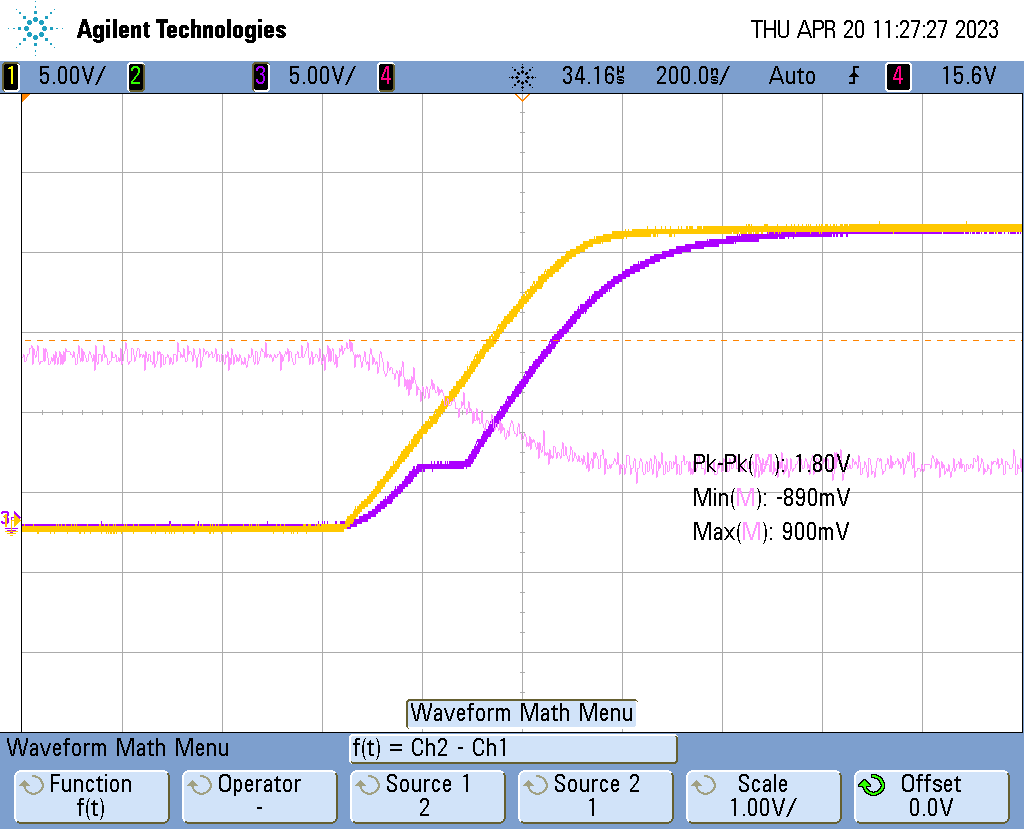 Agilent Technologies THU APR 20 11:27:27 2023
1 5.00V/ 2 3 5.00V/ 4 34.16µs 200.0ns/ Auto 4 15.6V
Pk-Pk(M): 1.80V
Min(M): -890mV
Max(M): 900mV
Waveform Math Menu
Waveform Math Menu f(t) = Ch2 - Ch1
Function Operator Source 1 Source 2 Scale Offset
f(t) - 2 1 1.00V/ 0.0V